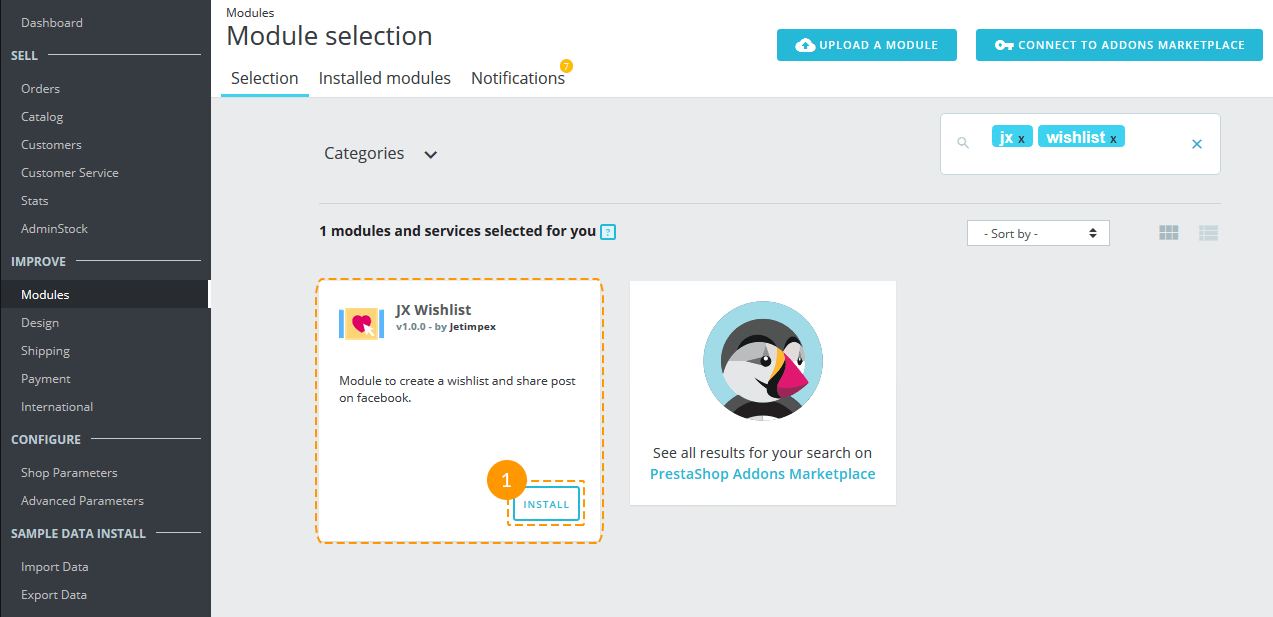 Dashboard
SELL
Orders
Catalog
Customers
Customer Service
Stats
AdminStock
IMPROVE
Modules
Design
Shipping
Payment
International
CONFIGURE
Shop Parameters
Advanced Parameters
SAMPLE DATA INSTALL
Import Data
Export Data
Modules
Module selection
UPLOAD A MODULE
CONNECT TO ADDONS MARKETPLACE
Selection
Installed modules
Notifications
7
Categories
jx x
wishlist x
1 modules and services selected for you ?
- Sort by -
JX Wishlist
v1.0.0 - by Jetimpex
Module to create a wishlist and share post
on facebook.
1
INSTALL
See all results for your search on
PrestaShop Addons Marketplace